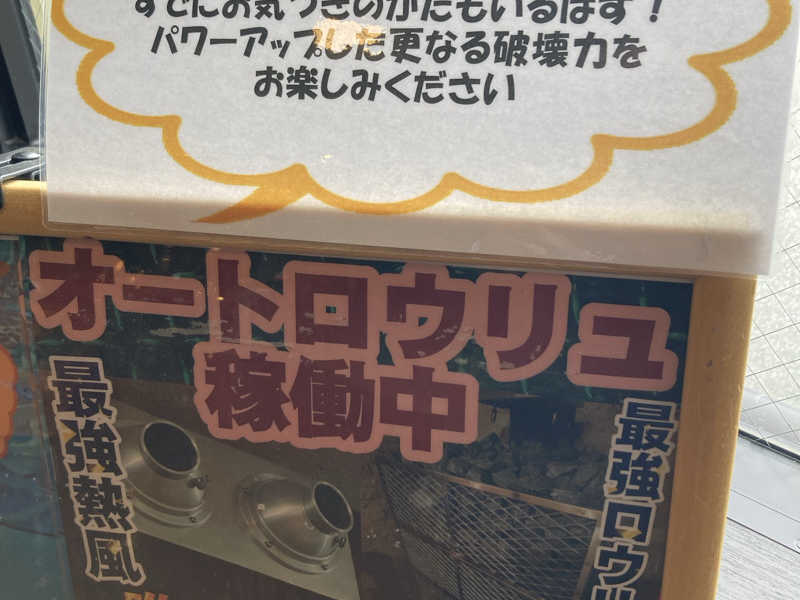 すでにお気づきのかたもいるはず！
パワーアップした更なる破壊力を
お楽しみください
オートロウリュ
稼働中
最強熱風
最強ロウリ